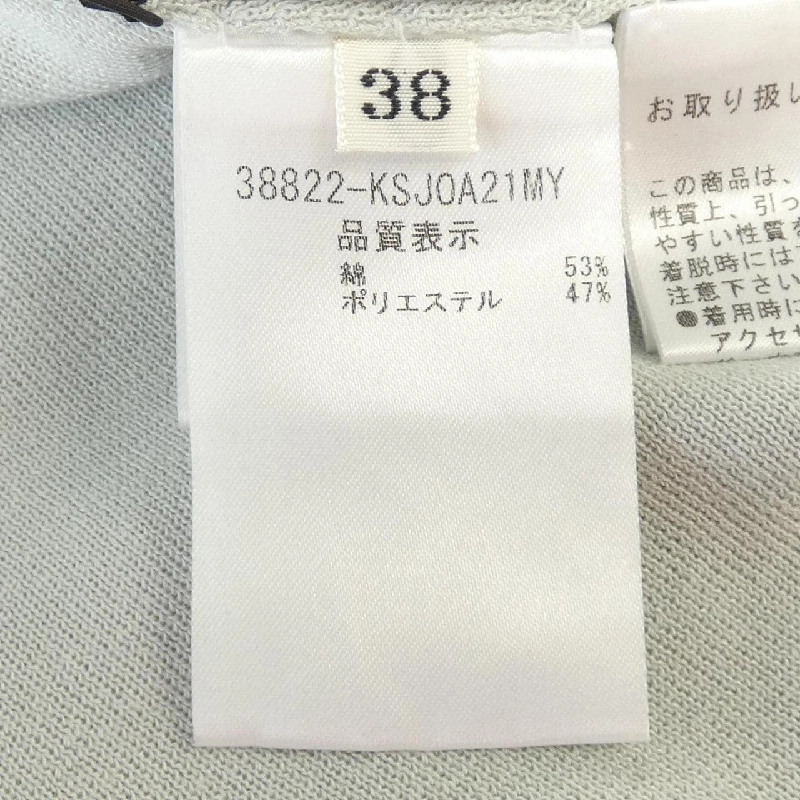 38
38822-KSJOA21MY
品質表示
綿 53%
ポリエステル 47%
お取り扱い
この商品は、
性質上、引っ
やすい性質を
着脱時には
注意下さい
●着用時に
アクセサ